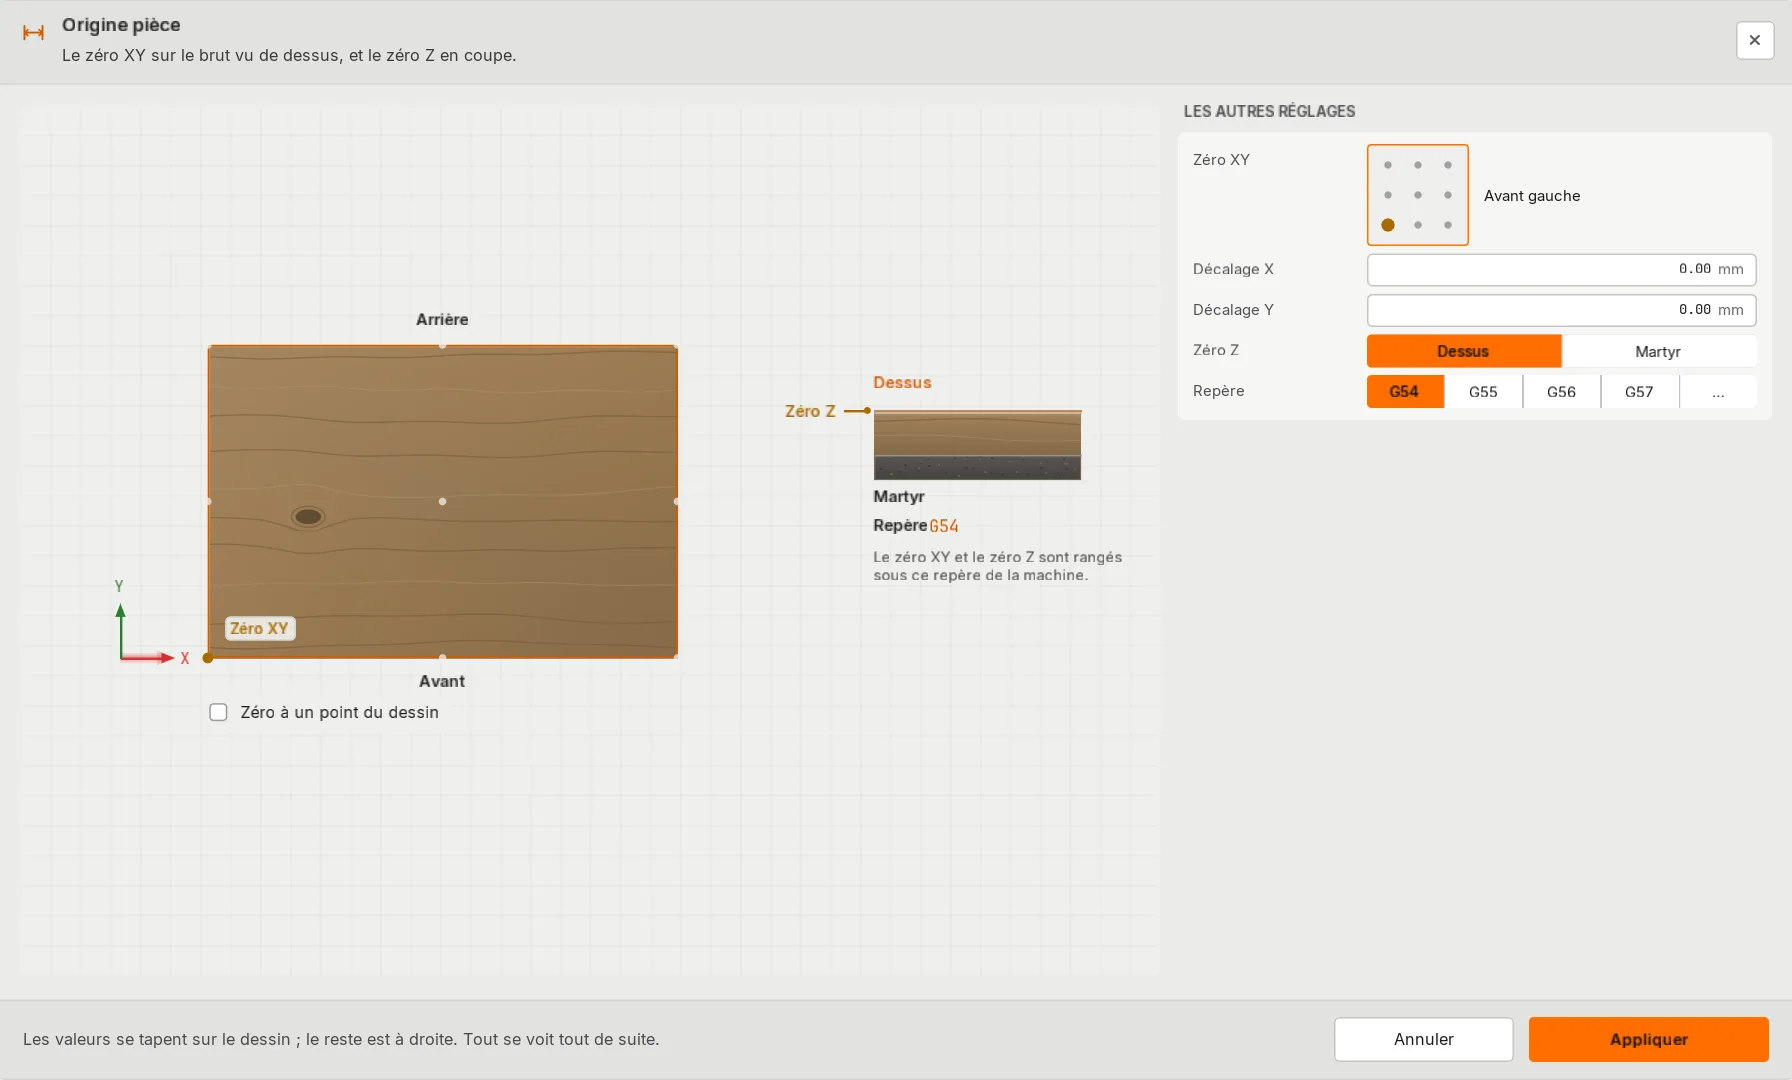 Origine pièce
Le zéro XY sur le brut vu de dessus, et le zéro Z en coupe.
LES AUTRES RÉGLAGES
Zéro XY
Avant gauche
Décalage X
0.00 mm
Décalage Y
0.00 mm
Zéro Z
Dessus
Martyr
Repère
G54
G55
G56
G57
...
Arrière
Zéro XY
Y
X
Avant
Zéro à un point du dessin
Dessus
Zéro Z
Martyr
Repère G54
Le zéro XY et le zéro Z sont rangés
sous ce repère de la machine.
Les valeurs se tapent sur le dessin ; le reste est à droite. Tout se voit tout de suite.
Annuler
Appliquer